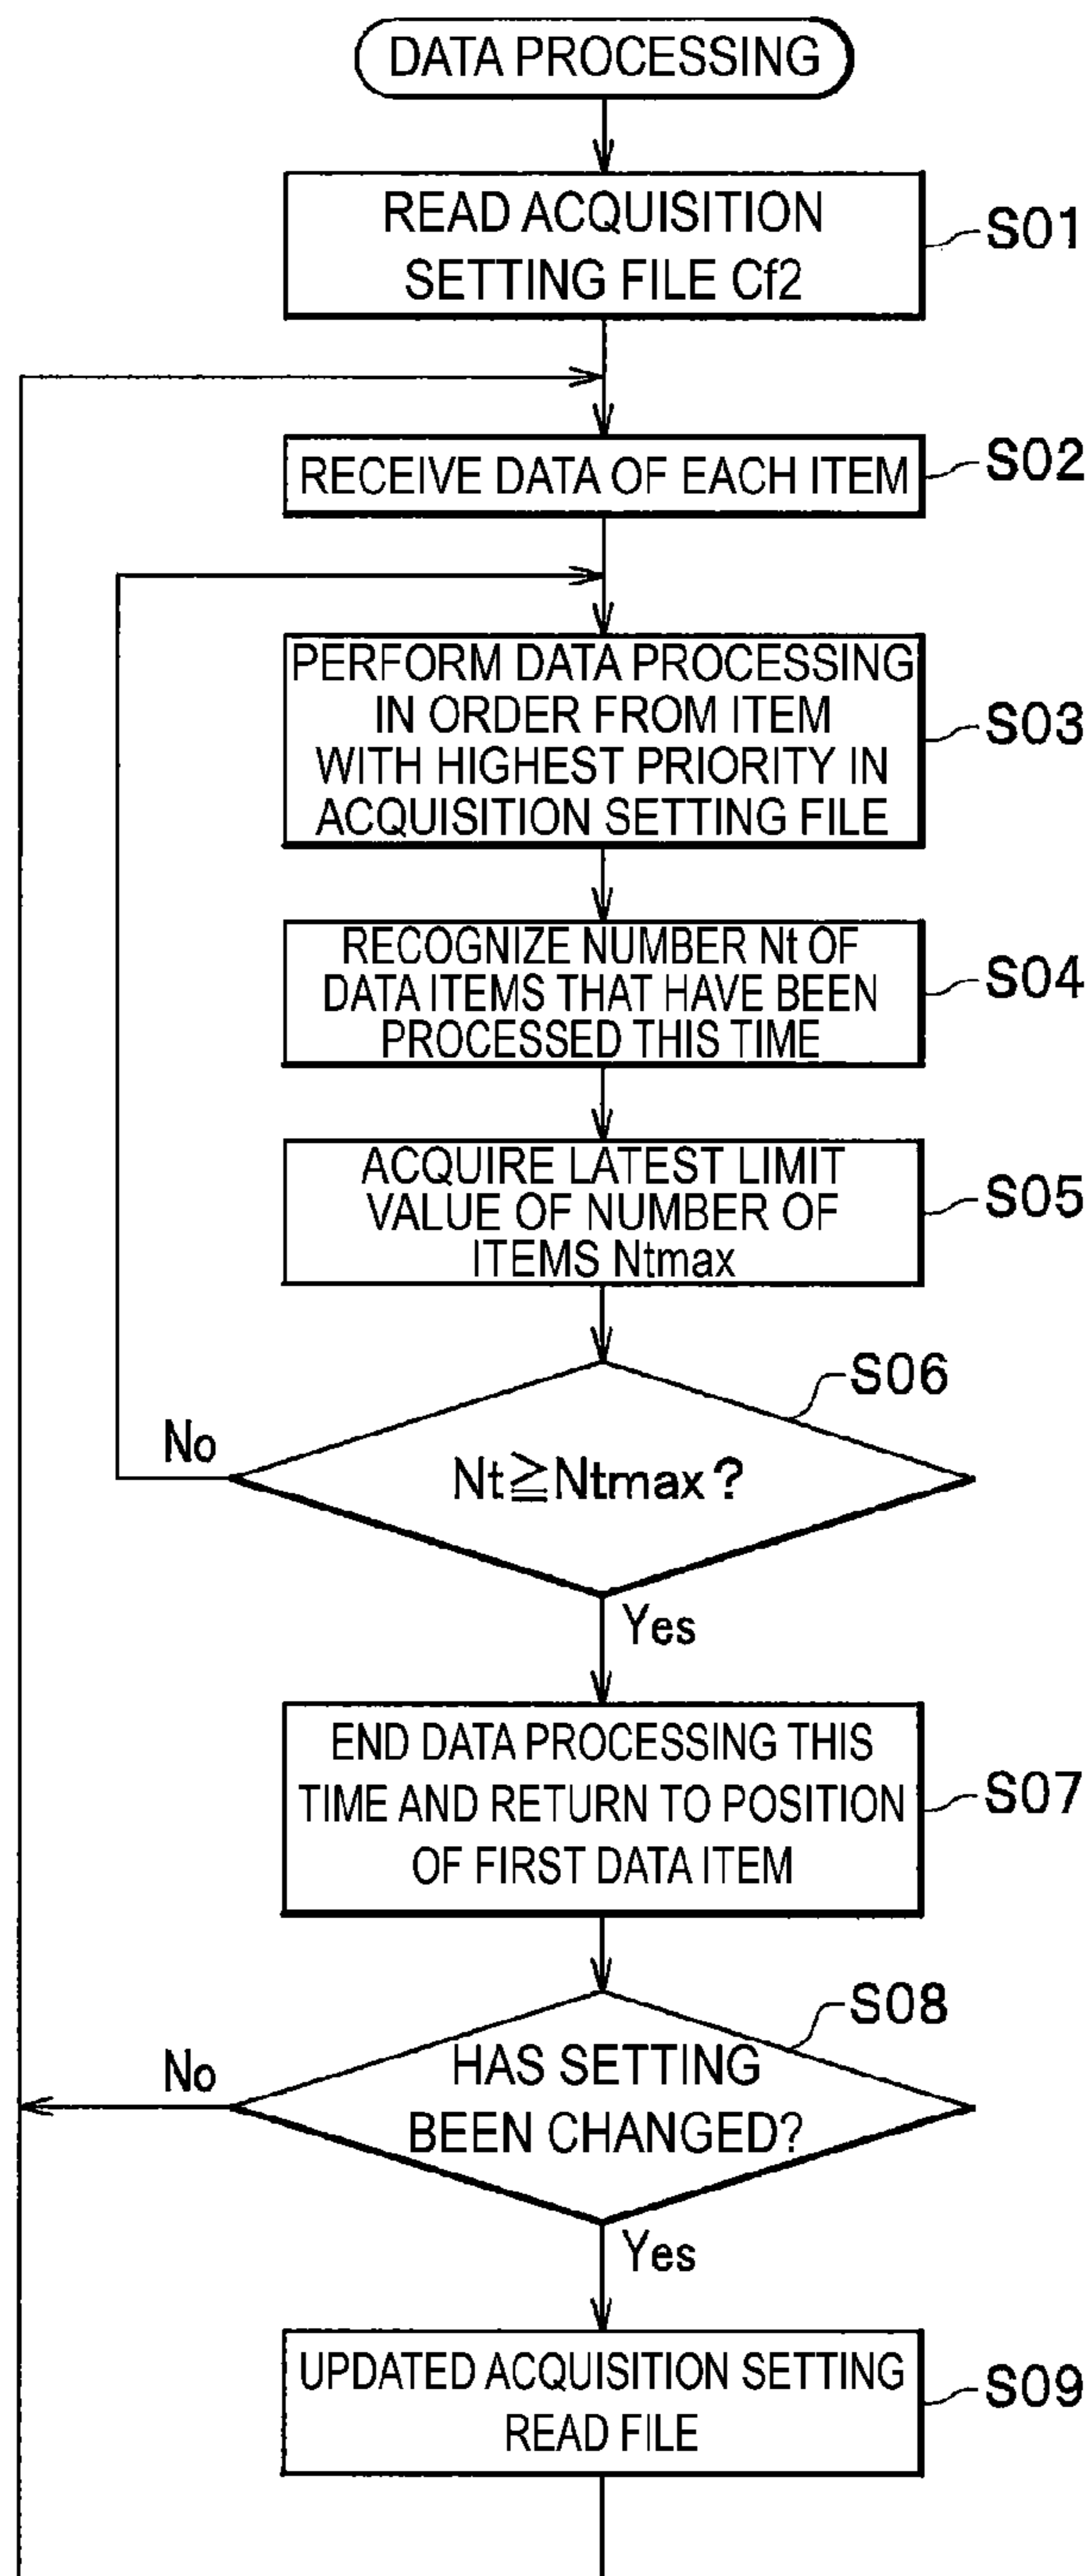 DATA PROCESSING
READ ACQUISITION
SETTING FILE Cf2
S01
RECEIVE DATA OF EACH ITEM
S02
PERFORM DATA PROCESSING
IN ORDER FROM ITEM
WITH HIGHEST PRIORITY IN
ACQUISITION SETTING FILE
S03
RECOGNIZE NUMBER Nt OF
DATA ITEMS THAT HAVE BEEN
PROCESSED THIS TIME
S04
ACQUIRE LATEST LIMIT
VALUE OF NUMBER OF
ITEMS Ntmax
S05
S06
No
Nt≧Ntmax?
Yes
END DATA PROCESSING THIS
TIME AND RETURN TO POSITION
OF FIRST DATA ITEM
S07
S08
No
HAS SETTING
BEEN CHANGED?
Yes
UPDATED ACQUISITION SETTING
READ FILE
S09